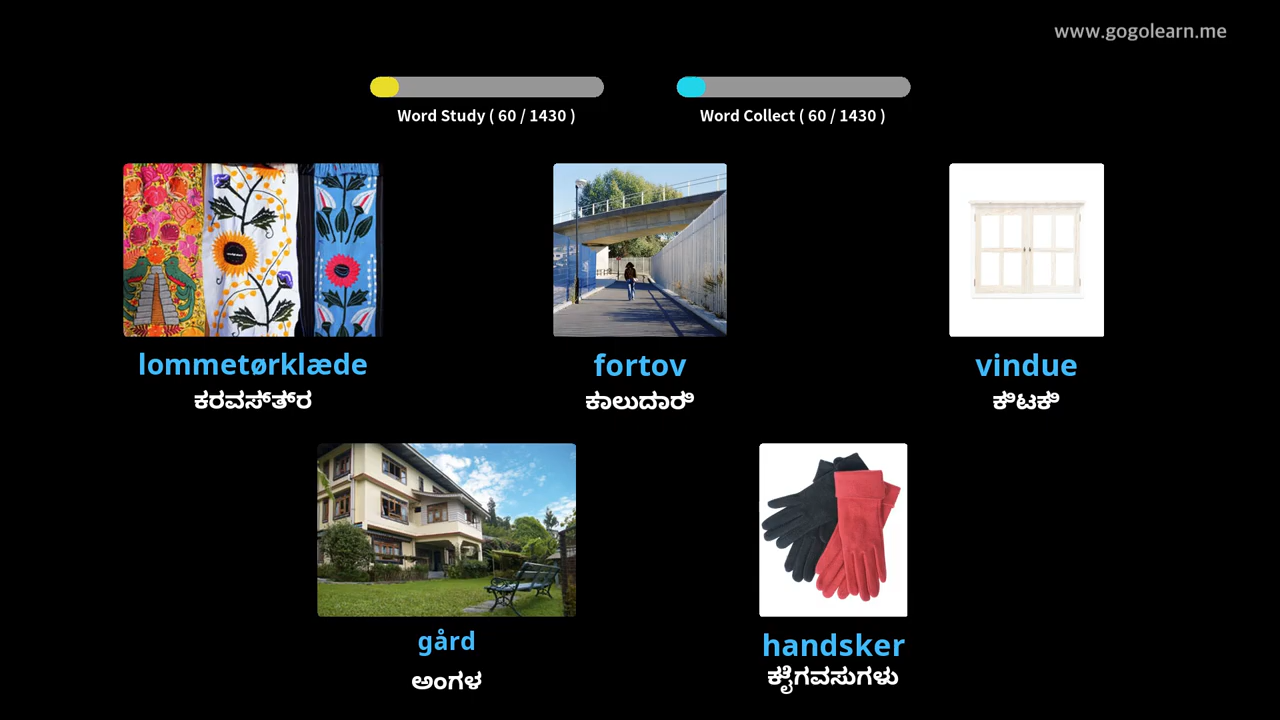 www.gogolearn.me
Word Study ( 60 / 1430 )
Word Collect ( 60 / 1430 )
lommetørklæde
ಕರವಸ್ತ್ರ
fortov
ಕಾಲುದಾರಿ
vindue
ಕಿಟಕಿ
gård
ಅಂಗಳ
handsker
ಕೈಗವಸುಗಳು